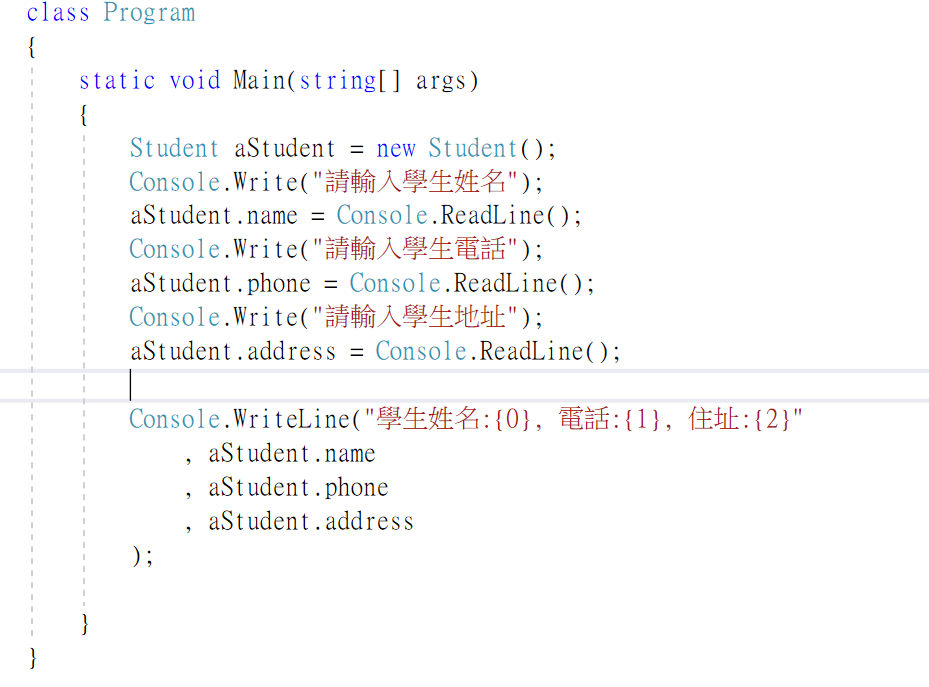 class Program
{
static void Main(string[] args)
{
Student aStudent = new Student();
Console.Write("請輸入學生姓名");
aStudent.name = Console.ReadLine();
Console.Write("請輸入學生電話");
aStudent.phone = Console.ReadLine();
Console.Write("請輸入學生地址");
aStudent.address = Console.ReadLine();
Console.WriteLine("學生姓名:{0}, 電話:{1}, 住址:{2}"
, aStudent.name
, aStudent.phone
, aStudent.address
);
}
}